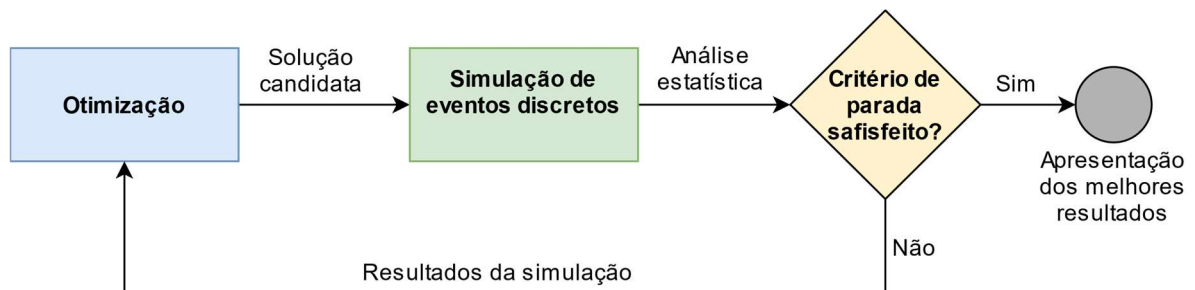 Otimização
Solução
candidata
Simulação de
eventos discretos
Análise
estatística
Critério de
parada
safisfeito?
Sim
Apresentação
dos melhores
resultados
Não
Resultados da simulação